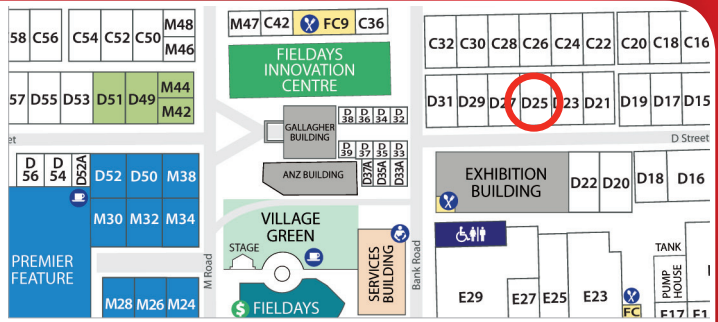 58 C56 C54 C52 C50 M48
M46
M47 C42 FC9 C36
C32 C30 C28 C26 C24 C22 C20 C18 C16
FIELDAYS
INNOVATION
CENTRE
57 D55 D53 D51 D49 M44
M42
D31 D29 D27 D25 D23 D21 D19 D17 D15
GALLAGHER
BUILDING
D
38
D
36
D
34
D
32
D
39
D
37
D
35
D
33
D37A
D35A
D33A
ANZ BUILDING
et
D Street
D
56
D
54
D52A
D52 D50 M38
M30 M32 M34
PREMIER
FEATURE
M28 M26 M24
M Road
VILLAGE
GREEN
STAGE
$ FIELDAYS
SERVICES
BUILDING
Bank Road
EXHIBITION
BUILDING
D22 D20 D18 D16
E29 E27 E25 E23
FC
TANK
PUMP
HOUSE
E17